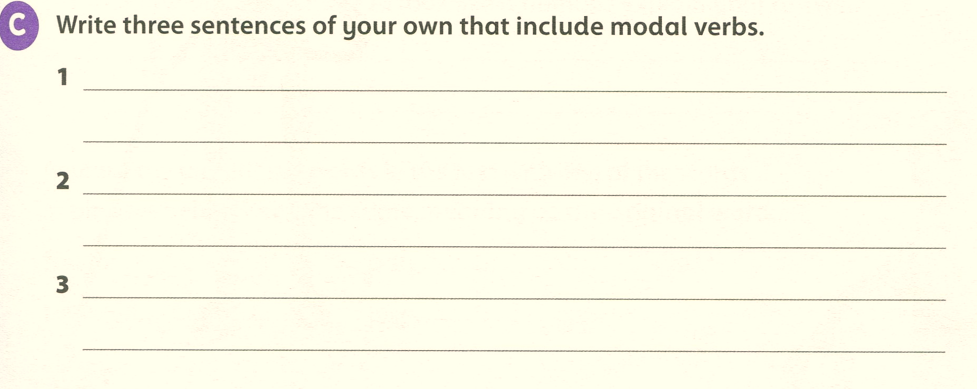 C Write three sentences of your own that include modal verbs.
1
2
3